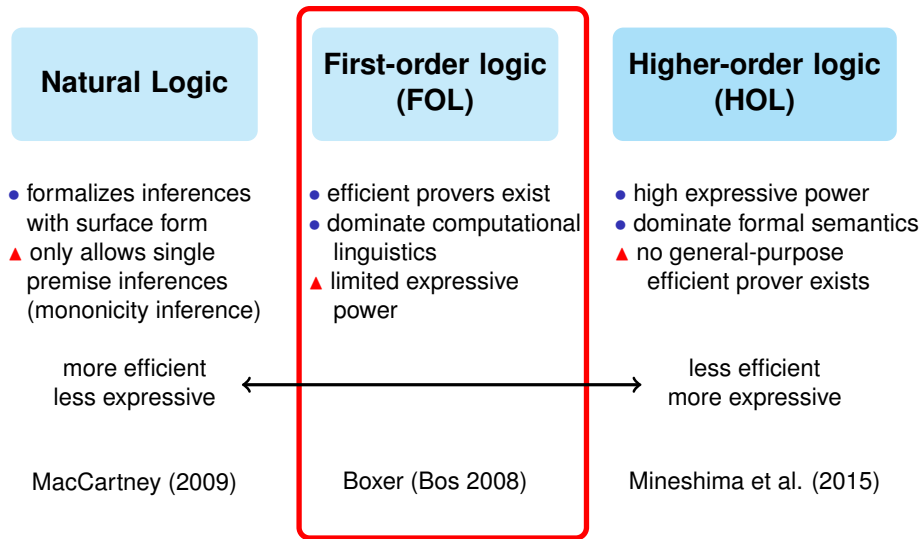 Natural Logic
First-order logic
(FOL)
Higher-order logic
(HOL)
• formalizes inferences
with surface form
▲ only allows single
premise inferences
(mononicity inference)
• efficient provers exist
• dominate computational
linguistics
▲ limited expressive
power
• high expressive power
• dominate formal semantics
▲ no general-purpose
efficient prover exists
more efficient
less expressive
less efficient
more expressive
MacCartney (2009)
Boxer (Bos 2008)
Mineshima et al. (2015)